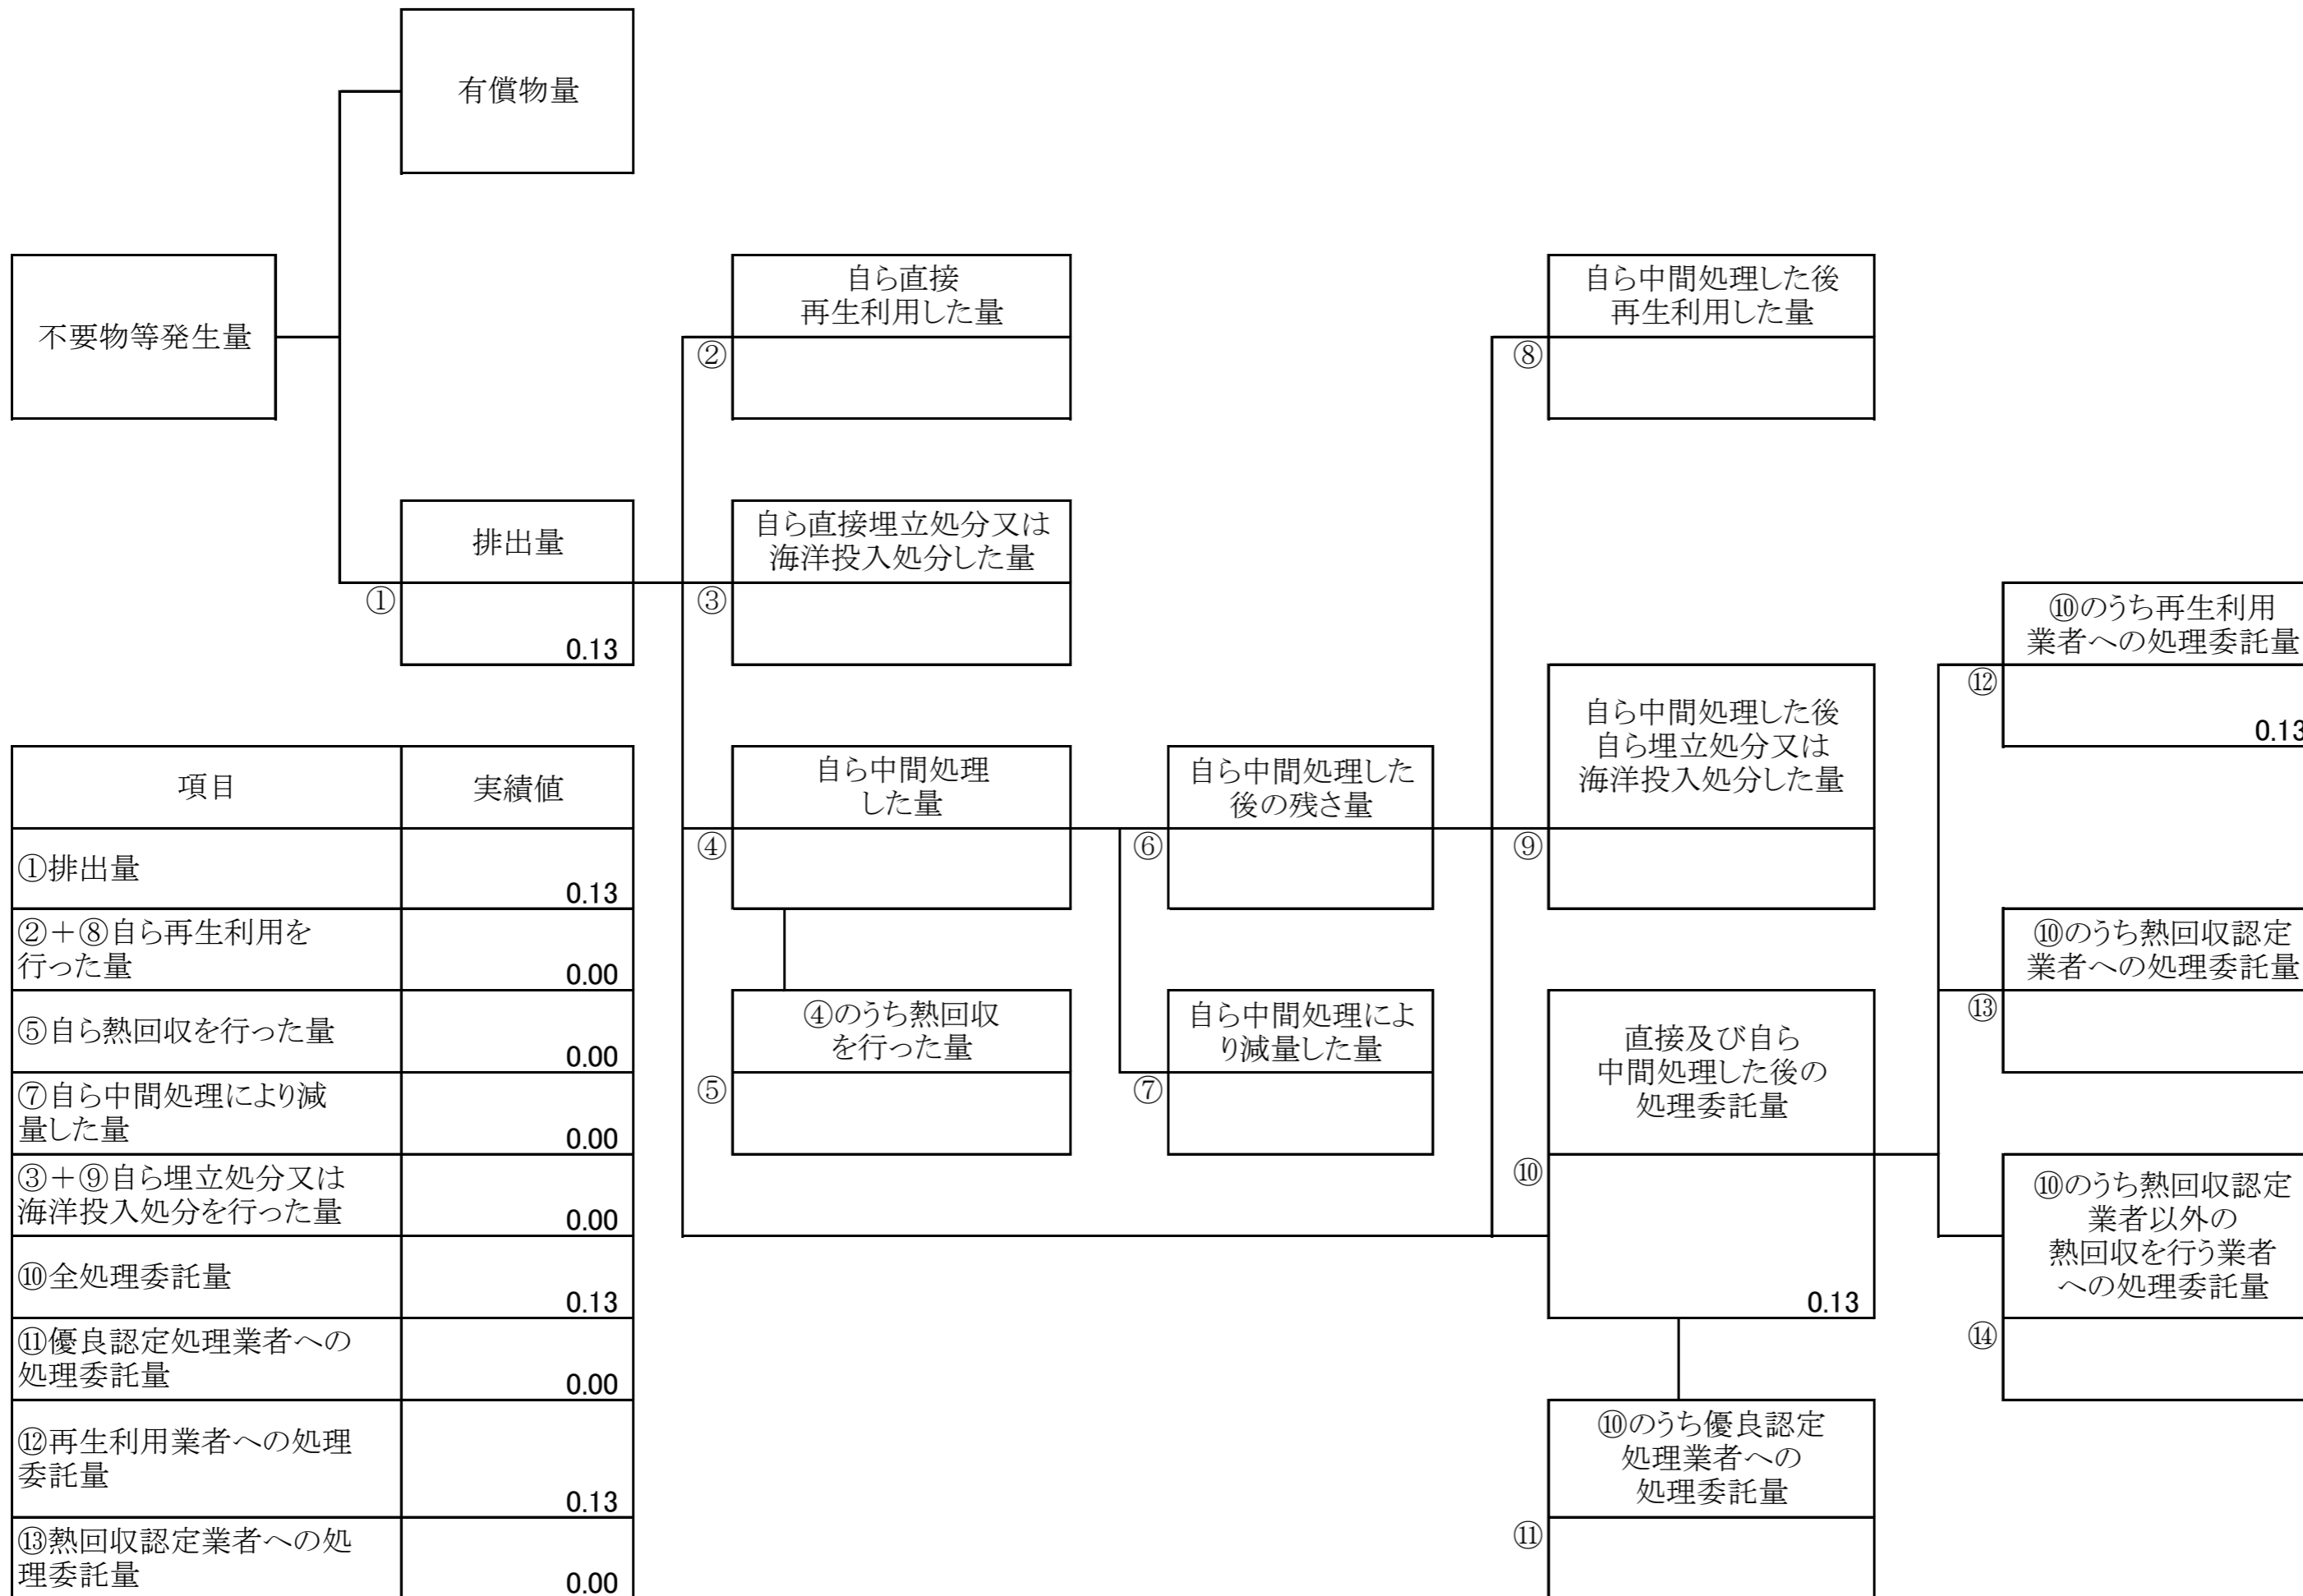 有償物量
不要物等発生量
排出量
①
0.13
自ら直接
再生利用した量
②
自ら直接埋立処分又は
海洋投入処分した量
③
自ら中間処理
した量
④
④のうち熱回収
を行った量
⑤
自ら中間処理した
後の残さ量
⑥
自ら中間処理によ
り減量した量
⑦
自ら中間処理した後
再生利用した量
⑧
自ら中間処理した後
自ら埋立処分又は
海洋投入処分した量
⑨
直接及び自ら
中間処理した後の
処理委託量
⑩
0.13
⑩のうち優良認定
処理業者への
処理委託量
⑪
⑩のうち再生利用
業者への処理委託量
⑫
0.13
⑩のうち熱回収認定
業者への処理委託量
⑬
⑩のうち熱回収認定
業者以外の
熱回収を行う業者
への処理委託量
⑭
項目 実績値
①排出量
0.13
②+⑧自ら再生利用を
行った量
0.00
⑤自ら熱回収を行った量
0.00
⑦自ら中間処理により減
量した量
0.00
③+⑨自ら埋立処分又は
海洋投入処分を行った量
0.00
⑩全処理委託量
0.13
⑪優良認定処理業者への
処理委託量
0.00
⑫再生利用業者への処理
委託量
0.13
⑬熱回収認定業者への処
理委託量
0.00